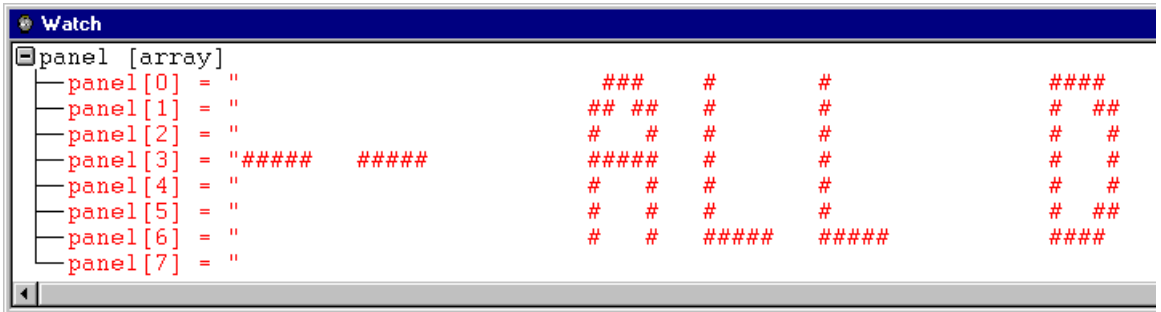 Watch
panel [array]
panel[0] = "                         ###    #       #               ####
panel[1] = "                        ## ##   #       #               #  ##
panel[2] = "                        #   #   #       #               #   #
panel[3] = "#####   #####           #####   #       #               #   #
panel[4] = "                        #   #   #       #               #   #
panel[5] = "                        #   #   #       #               #  ##
panel[6] = "                        #   #   #####   #####           ####
panel[7] = "